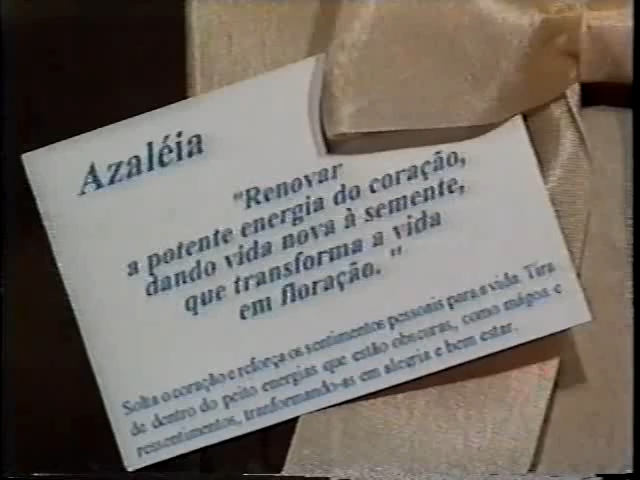 Azaléia
"Renovar
a potente energia do coração,
dando vida nova à semente,
que transforma a vida
em floração. "
Solta o coração e reforça os sentimentos pessoais para a vida. Tira
de dentro do peito energias que estão obscuras, como mágoa e
ressentimentos, tranformando-as em alegria e bem estar.